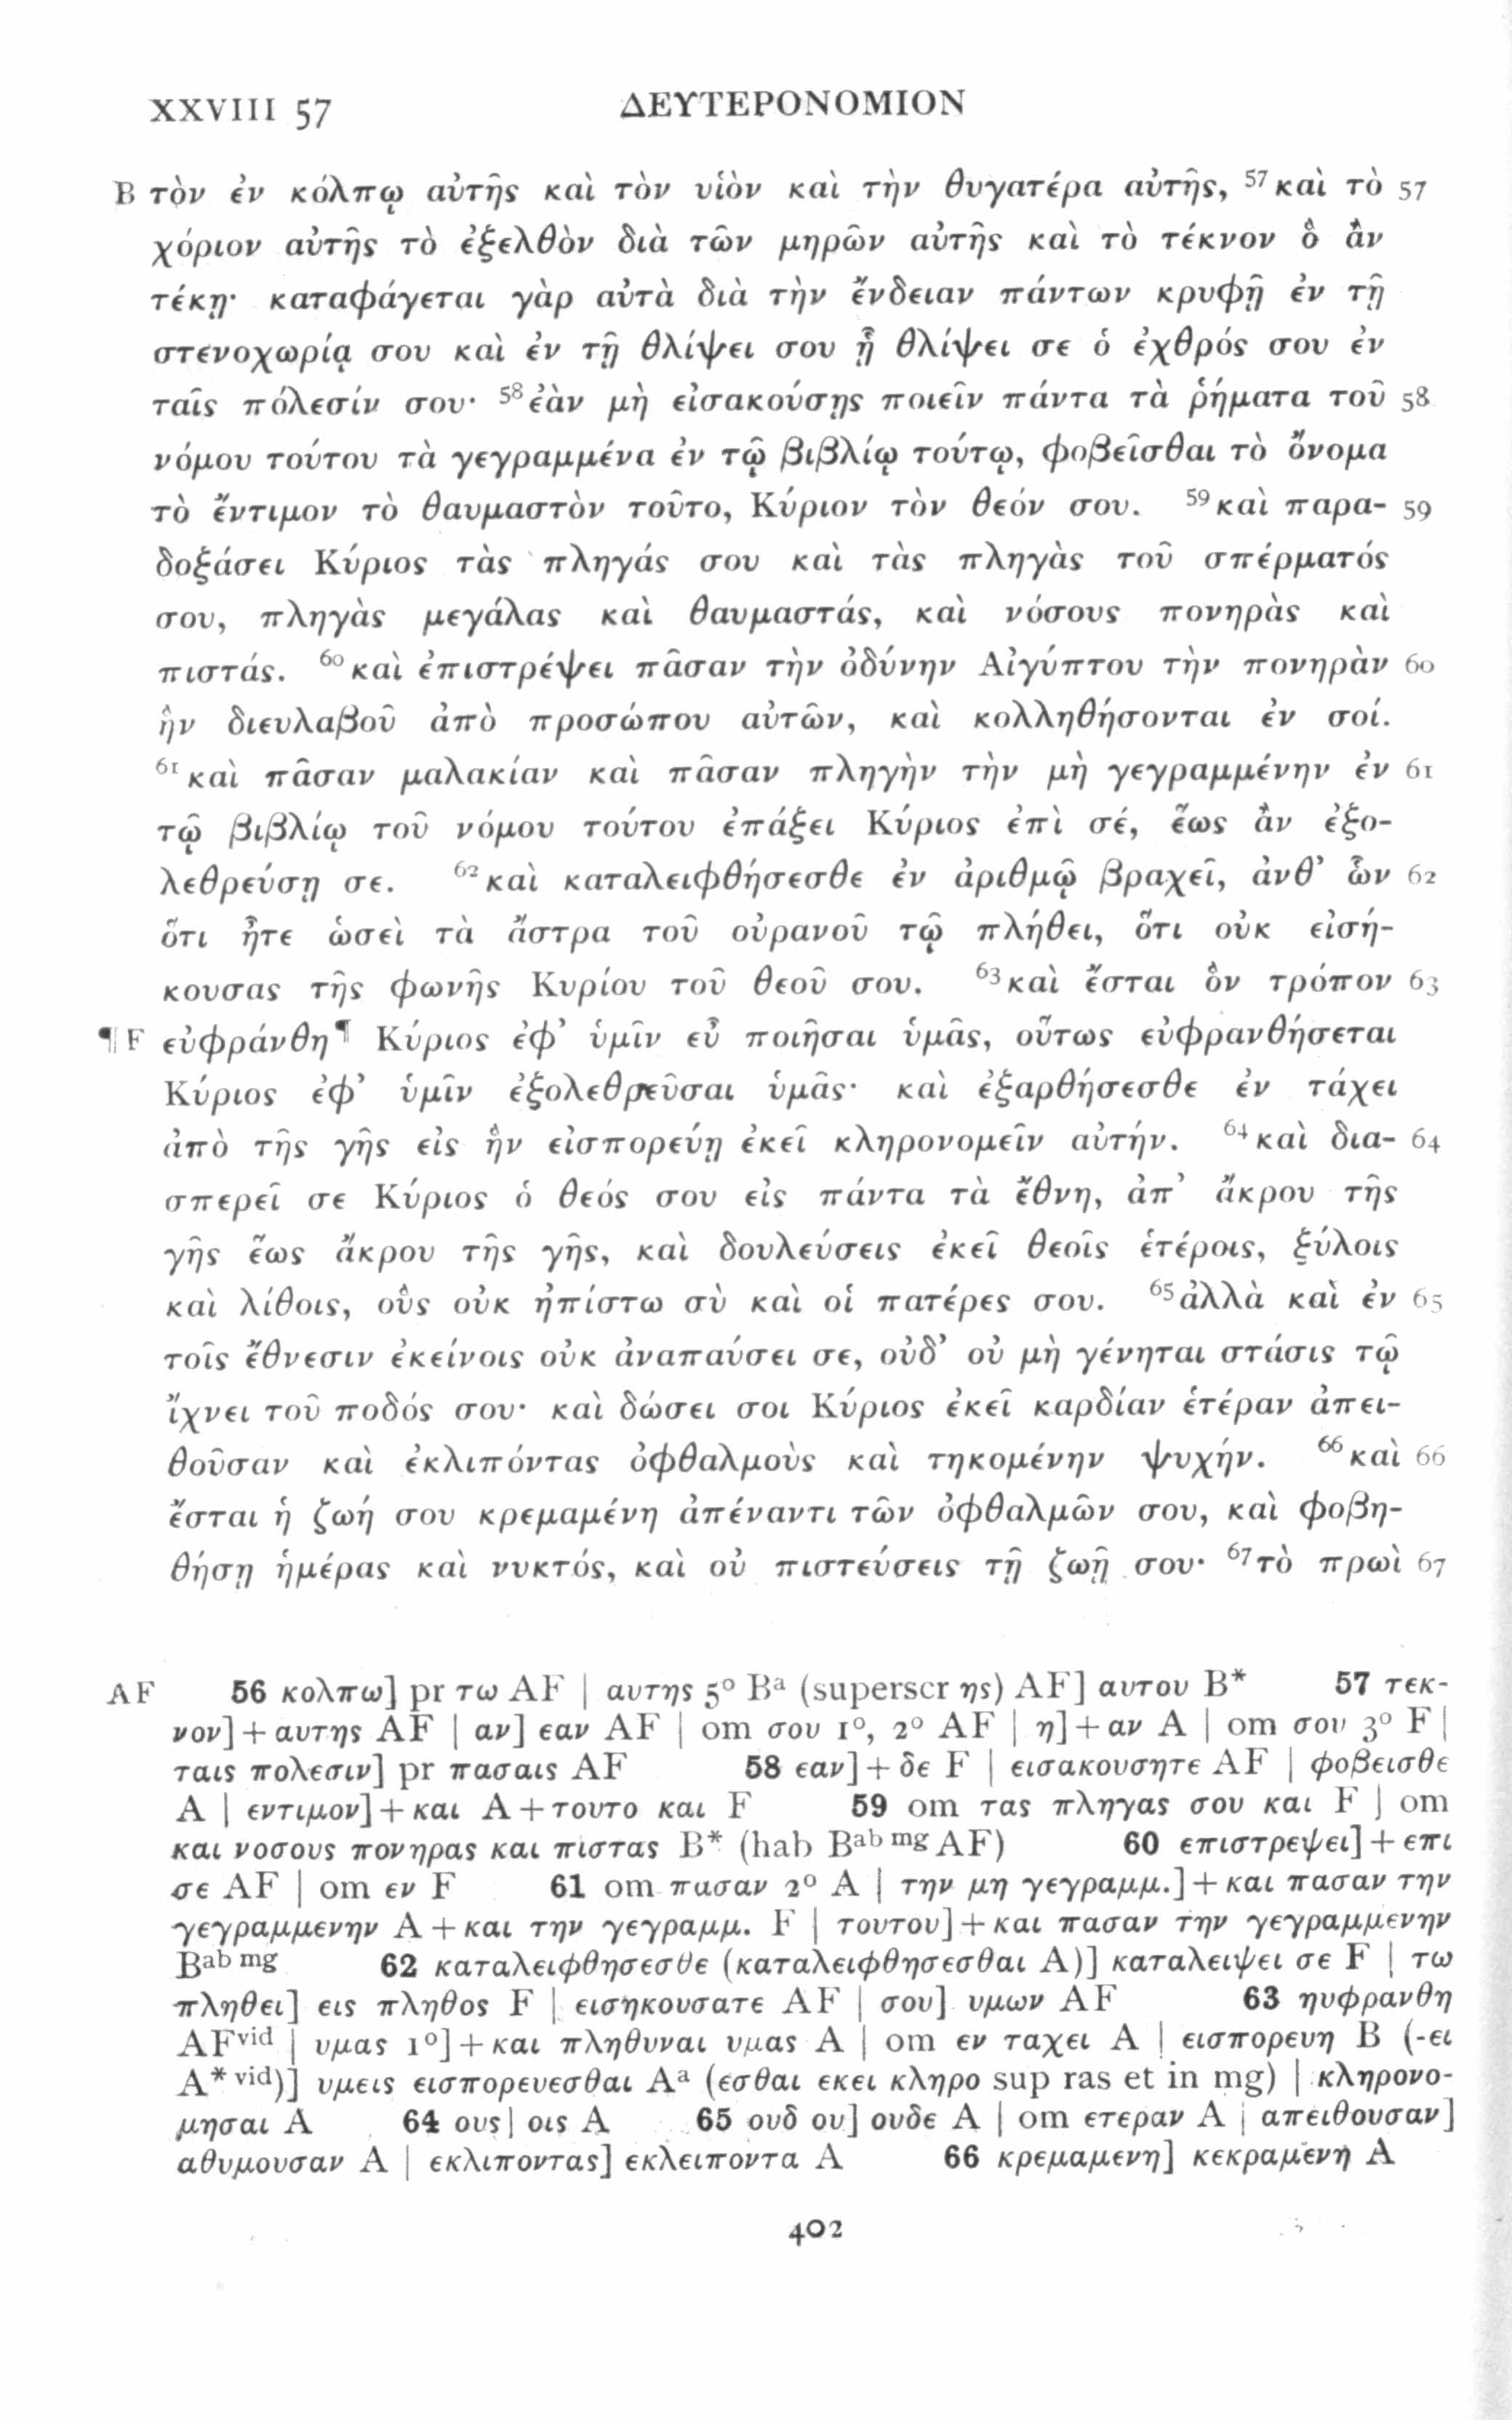 XXVIII 57 ΔΕΥΤΕΡΟΝΟΜΙΟΝ
B τὸν ἐν κόλπῳ αὐτῆς καὶ τὸν υἱὸν καὶ τὴν θυγατέρα αὐτῆς, ⁵⁷καὶ τὸ 57
χόριον αὐτῆς τὸ ἐξελθὸν διὰ τῶν μηρῶν αὐτῆς καὶ τὸ τέκνον ὃ ἂν
τέκῃ· καταφάγεται γὰρ αὐτὰ διὰ τὴν ἔνδειαν πάντων κρυφῇ ἐν τῇ
στενοχωρίᾳ σου καὶ ἐν τῇ θλίψει σου ᾗ θλίψει σε ὁ ἐχθρός σου ἐν
ταῖς πόλεσίν σου· ⁵⁸ἐὰν μὴ εἰσακούσῃς ποιεῖν πάντα τὰ ῥήματα τοῦ 58
νόμου τούτου τὰ γεγραμμένα ἐν τῷ βιβλίῳ τούτῳ, φοβεῖσθαι τὸ ὄνομα
τὸ ἔντιμον τὸ θαυμαστὸν τοῦτο, Κύριον τὸν θεόν σου. ⁵⁹καὶ παρα- 59
δοξάσει Κύριος τὰς πληγάς σου καὶ τὰς πληγὰς τοῦ σπέρματός
σου, πληγὰς μεγάλας καὶ θαυμαστάς, καὶ νόσους πονηρὰς καὶ
πιστάς. ⁶⁰καὶ ἐπιστρέψει πᾶσαν τὴν ὀδύνην Αἰγύπτου τὴν πονηρὰν 60
ἣν διευλαβοῦ ἀπὸ προσώπου αὐτῶν, καὶ κολληθήσονται ἐν σοί.
⁶¹καὶ πᾶσαν μαλακίαν καὶ πᾶσαν πληγὴν τὴν μὴ γεγραμμένην ἐν 61
τῷ βιβλίῳ τοῦ νόμου τούτου ἐπάξει Κύριος ἐπὶ σέ, ἕως ἂν ἐξο-
λεθρεύσῃ σε. ⁶²καὶ καταλειφθήσεσθε ἐν ἀριθμῷ βραχεῖ, ἀνθ’ ὧν 62
ὅτι ἦτε ὡσεὶ τὰ ἄστρα τοῦ οὐρανοῦ τῷ πλήθει, ὅτι οὐκ εἰσή-
κουσας τῆς φωνῆς Κυρίου τοῦ θεοῦ σου. ⁶³καὶ ἔσται ὃν τρόπον 63
¶ F εὐφράνθη¶ Κύριος ἐφ’ ὑμῖν εὖ ποιῆσαι ὑμᾶς, οὕτως εὐφρανθήσεται
Κύριος ἐφ’ ὑμῖν ἐξολεθρεῦσαι ὑμᾶς· καὶ ἐξαρθήσεσθε ἐν τάχει
ἀπὸ τῆς γῆς εἰς ἣν εἰσπορεύῃ ἐκεῖ κληρονομεῖν αὐτήν. ⁶⁴καὶ δια- 64
σπερεῖ σε Κύριος ὁ θεός σου εἰς πάντα τὰ ἔθνη, ἀπ’ ἄκρου τῆς
γῆς ἕως ἄκρου τῆς γῆς, καὶ δουλεύσεις ἐκεῖ θεοῖς ἑτέροις, ξύλοις
καὶ λίθοις, οὓς οὐκ ἠπίστω σὺ καὶ οἱ πατέρες σου. ⁶⁵ἀλλὰ καὶ ἐν 65
τοῖς ἔθνεσιν ἐκείνοις οὐκ ἀναπαύσει σε, οὐδ’ οὐ μὴ γένηται στάσις τῷ
ἴχνει τοῦ ποδός σου· καὶ δώσει σοι Κύριος ἐκεῖ καρδίαν ἑτέραν ἀπει-
θοῦσαν καὶ ἐκλιπόντας ὀφθαλμοὺς καὶ τηκομένην ψυχήν. ⁶⁶καὶ 66
ἔσται ἡ ζωή σου κρεμαμένη ἀπέναντι τῶν ὀφθαλμῶν σου, καὶ φοβη-
θήσῃ ἡμέρας καὶ νυκτός, καὶ οὐ πιστεύσεις τῇ ζωῇ σου· ⁶⁷τὸ πρωὶ 67
AF 56 κολπω] pr τω AF | αυτης 5° Bᵃ (superscr ης) AF] αυτου B* 57 τεκ-
νον]+αυτης AF | αν] εαν AF | om σου 1°, 2° AF | η]+αν A | om σου 3° F |
ταις πολεσιν] pr πασαις AF 58 εαν]+δε F | εισακουσητε AF | φοβεισθε
A | εντιμον]+και A+τουτο και F 59 om τας πληγας σου και F | om
και νοσους πονηρας και πιστας B* (hab Bᵃᵇ ᵐᵍ AF) 60 επιστρεψει]+επι
σε AF | om εν F 61 om πασαν 2° A | την μη γεγραμμ.]+και πασαν την
γεγραμμενην A+και την γεγραμμ. F | τουτου]+και πασαν την γεγραμμενην
Bᵃᵇ ᵐᵍ 62 καταλειφθησεσθε (καταλειφθησεσθαι A)] καταλειψει σε F | τω
πληθει] εις πληθος F | εισηκουσατε AF | σου] υμων AF 63 ηυφρανθη
AFᵛⁱᵈ | υμας 1°]+και πληθυναι υμας A | om εν ταχει A | εισπορευη B (-ει
A* ᵛⁱᵈ)] υμεις εισπορευεσθαι Aᵃ (εσθαι εκει κληρο sup ras et in mg) | κληρονο-
μησαι A 64 ους] οις A 65 ουδ ου] ουδε A | om ετεραν A | απειθουσαν]
αθυμουσαν A | εκλιποντας] εκλειποντα A 66 κρεμαμενη] κεκραμενη A
402